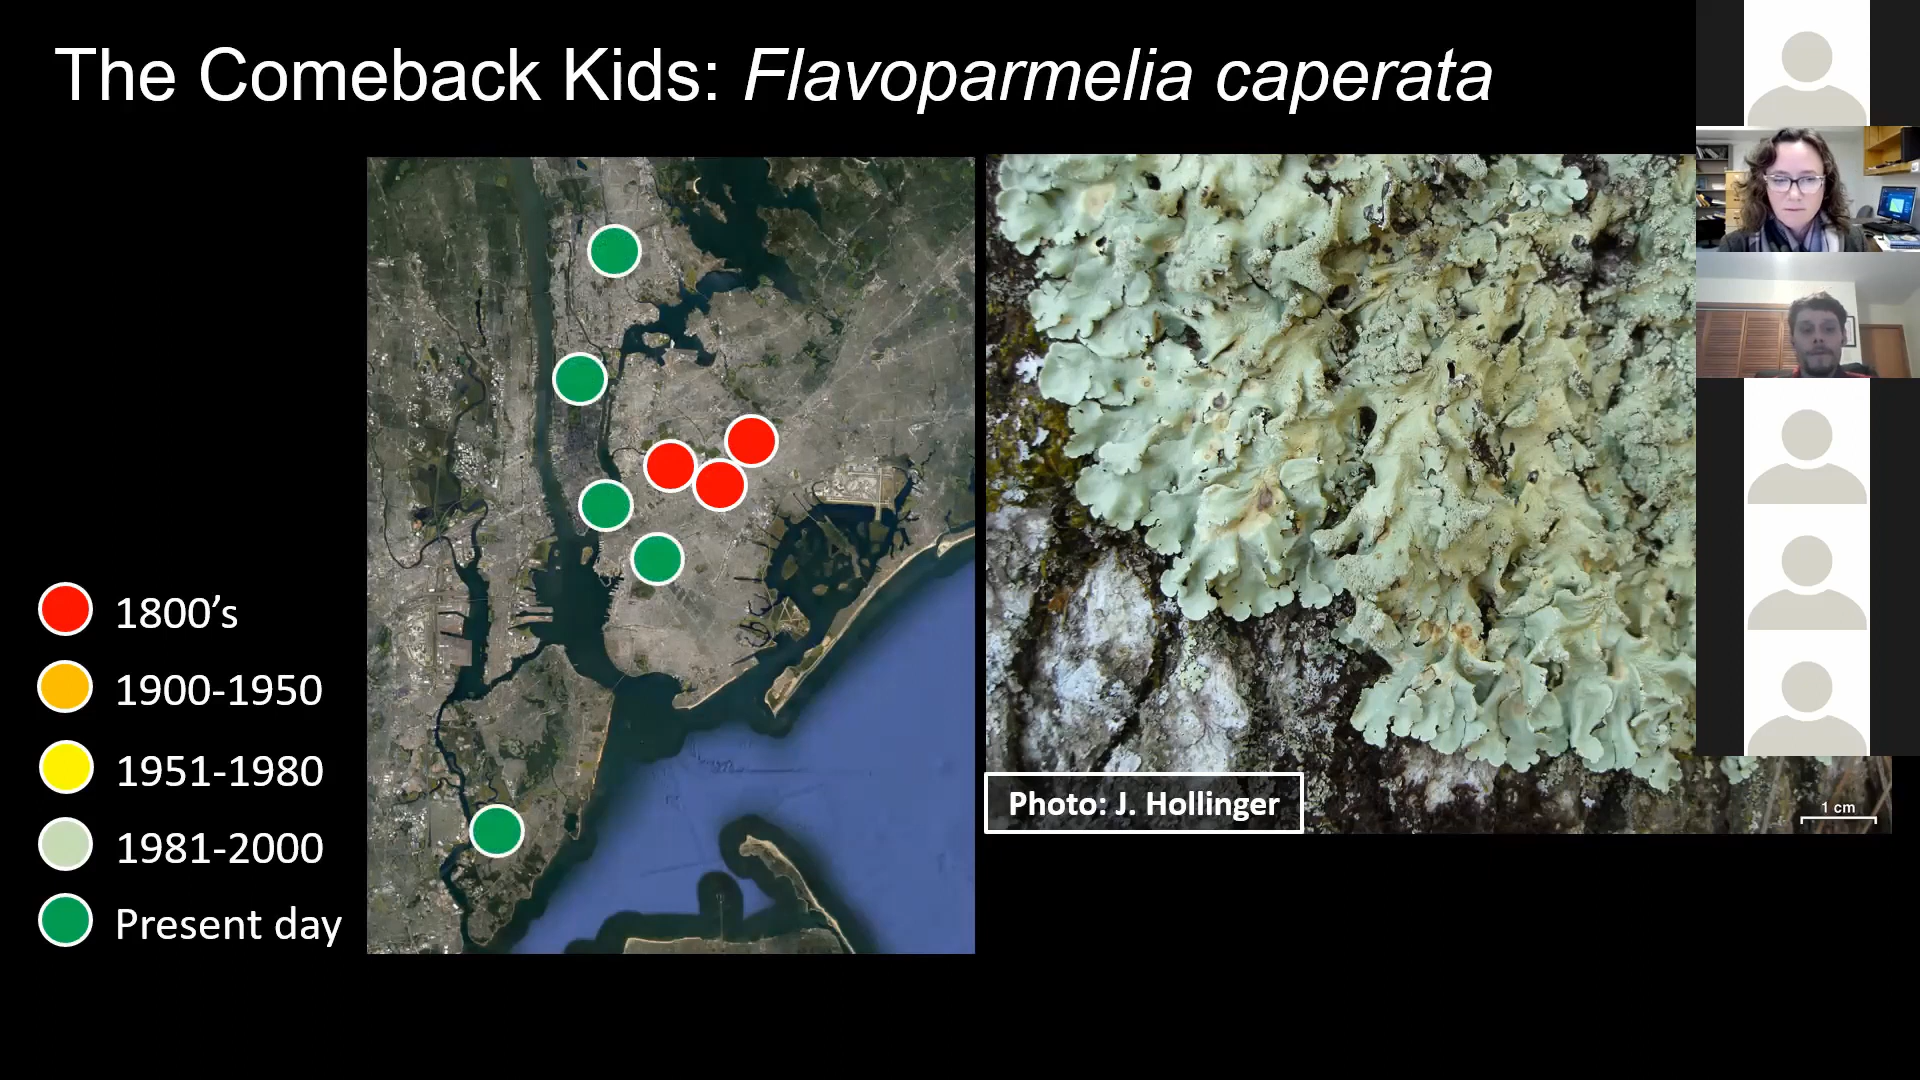 The Comeback Kids: Flavoparmelia caperata
1800’s
1900-1950
1951-1980
1981-2000
Present day
Photo: J. Hollinger
1 cm